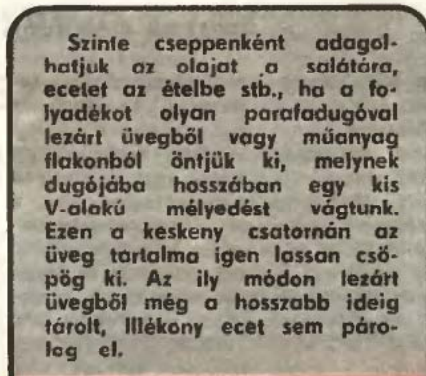 Szinte cseppenként adagol-
hatjuk az olajat a salátára,
ecetet az ételbe stb., ha a fo-
lyadékot olyan parafadugóval
lezárt üvegből vagy műanyag
flakonból öntjük ki, melynek
dugójába hosszában egy kis
V-alakú mélyedést vágtunk.
Ezen a keskeny csatornán az
üveg tartalma igen lassan csö-
pög ki. Az ily módon lezárt
üvegből még a hosszabb ideig
tárolt, illékony ecet sem páro-
log el.